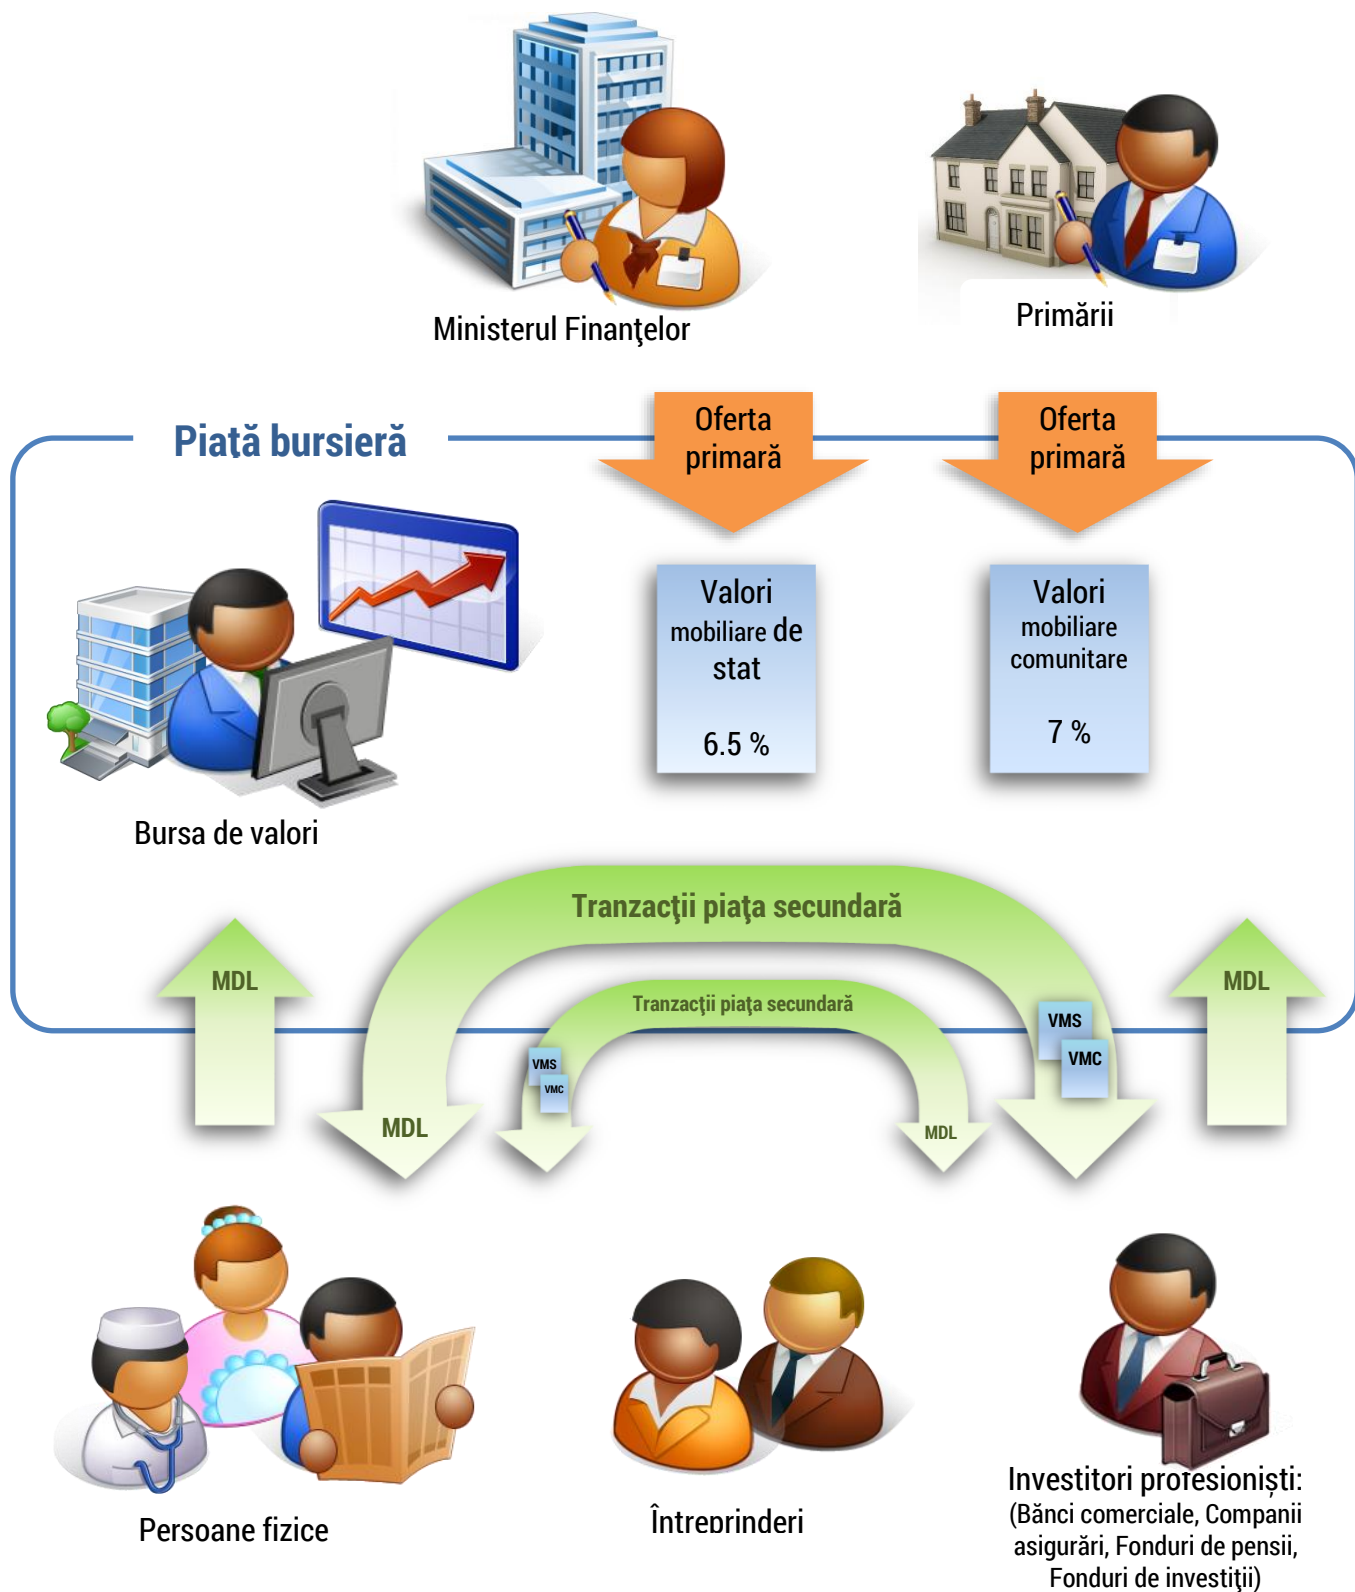 Ministerul Finanţelor
Primării
Piață bursieră
Oferta
primară
Oferta
primară
Valori
mobiliare de
stat
6.5 %
Valori
mobiliare
comunitare
7 %
Bursa de valori
Tranzacţii piaţa secundară
Tranzacţii piaţa secundară
MDL
MDL
VMS
VMC
VMS
VMC
MDL
MDL
Persoane fizice
Întreprinderi
Investitori profesioniști:
(Bănci comerciale, Companii
asigurări, Fonduri de pensii,
Fonduri de investiţii)